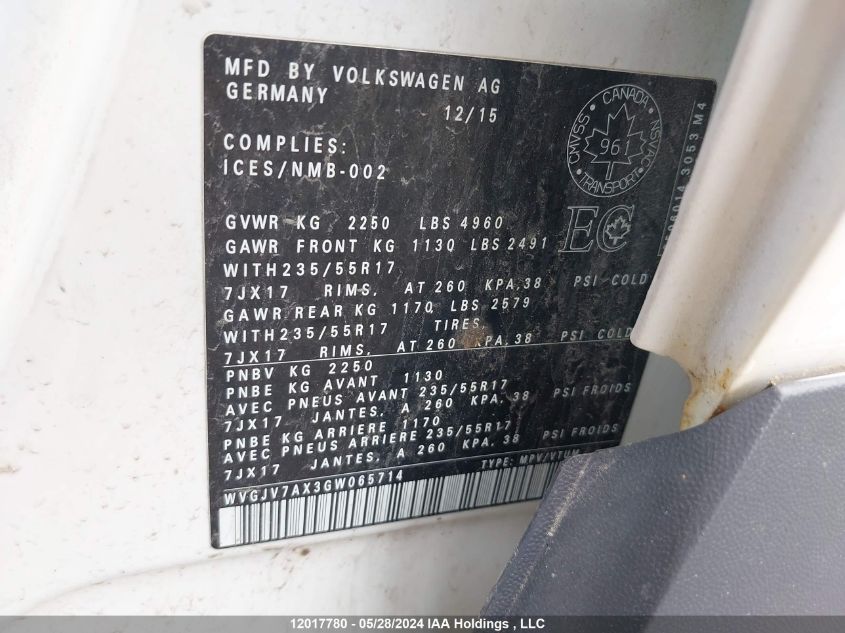 MFD BY VOLKSWAGEN AG
GERMANY
12/15
COMPLIES:
ICES/NMB-002
CANADA
CMVSS
NSVAC
961
TRANSPORT
EC
3053 M4
GVWR KG 2250 LBS 4960
GAWR FRONT KG 1130 LBS 2491
WITH235/55R17
7JX17 RIMS, AT 260 KPA,38 PSI-COLD
GAWR REAR KG 1170 LBS 2579
WITH235/55R17 TIRES,
7JX17 RIMS, AT 260 KPA,38 PSI COLD
PNBV KG 2250
PNBE KG AVANT 1130
AVEC PNEUS AVANT 235/55R17
7JX17 JANTES, A 260 KPA, 38 PSI FROIDS
PNBE KG ARRIERE 1170
AVEC PNEUS ARRIERE 235/55R17
7JX17 JANTES, A 260 KPA, 38 PSI FROIDS
TYPE: MPV/VTUM
WVGJV7AX3GW065714
12017780 - 05/28/2024 IAA Holdings , LLC